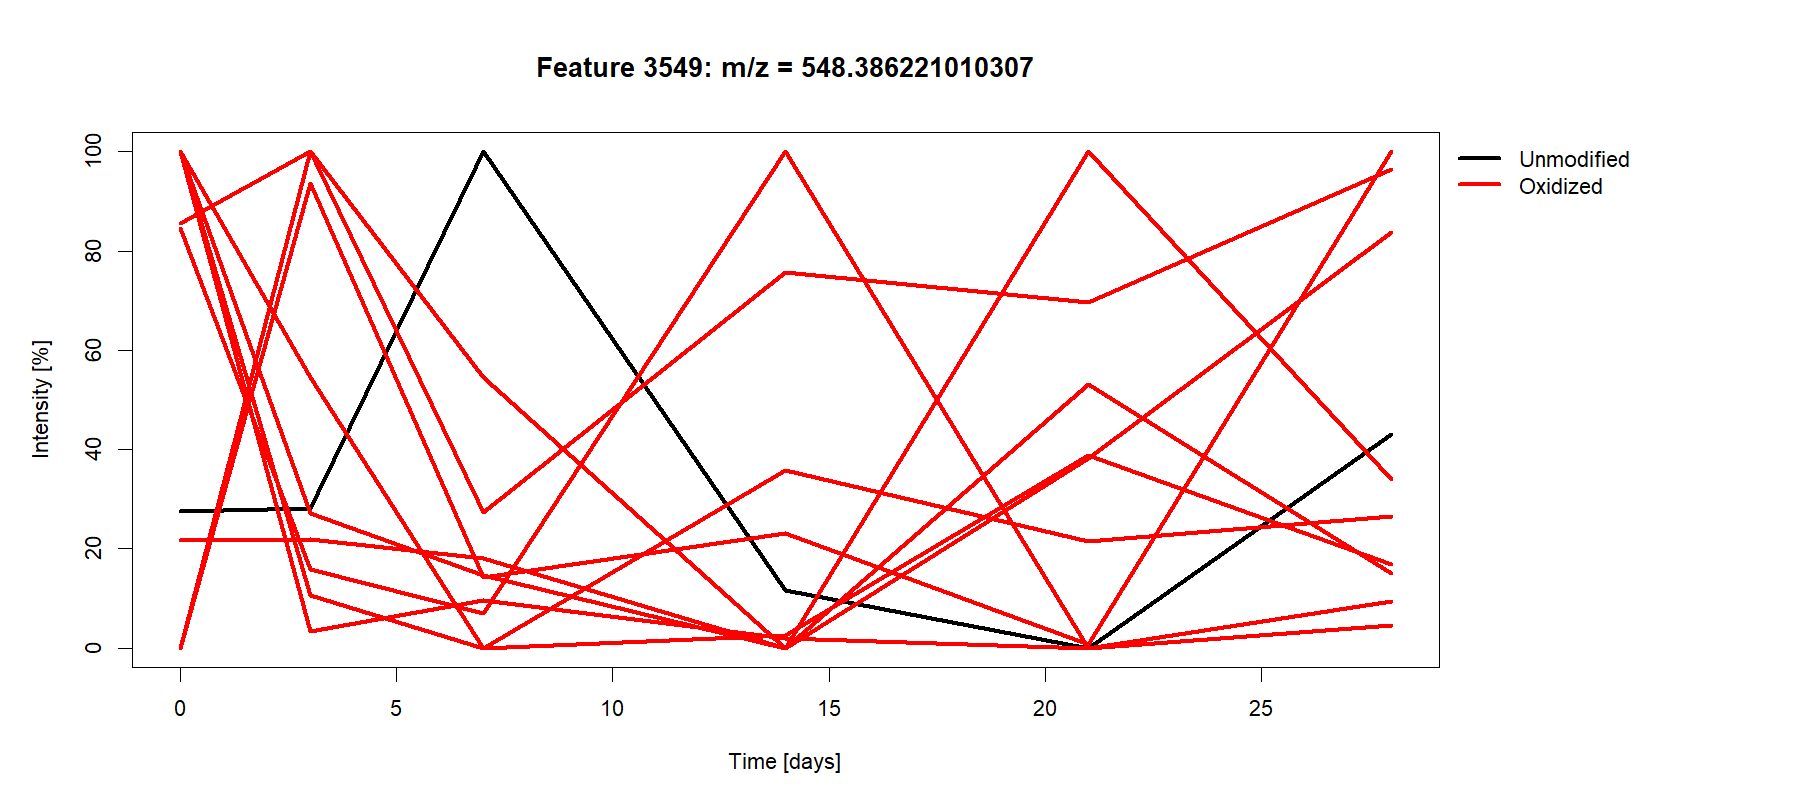 Feature 3549: m/z = 548.386221010307
Unmodified
Oxidized
100
80
60
40
20
0
Intensity [%]
0 5 10 15 20 25
Time [days]